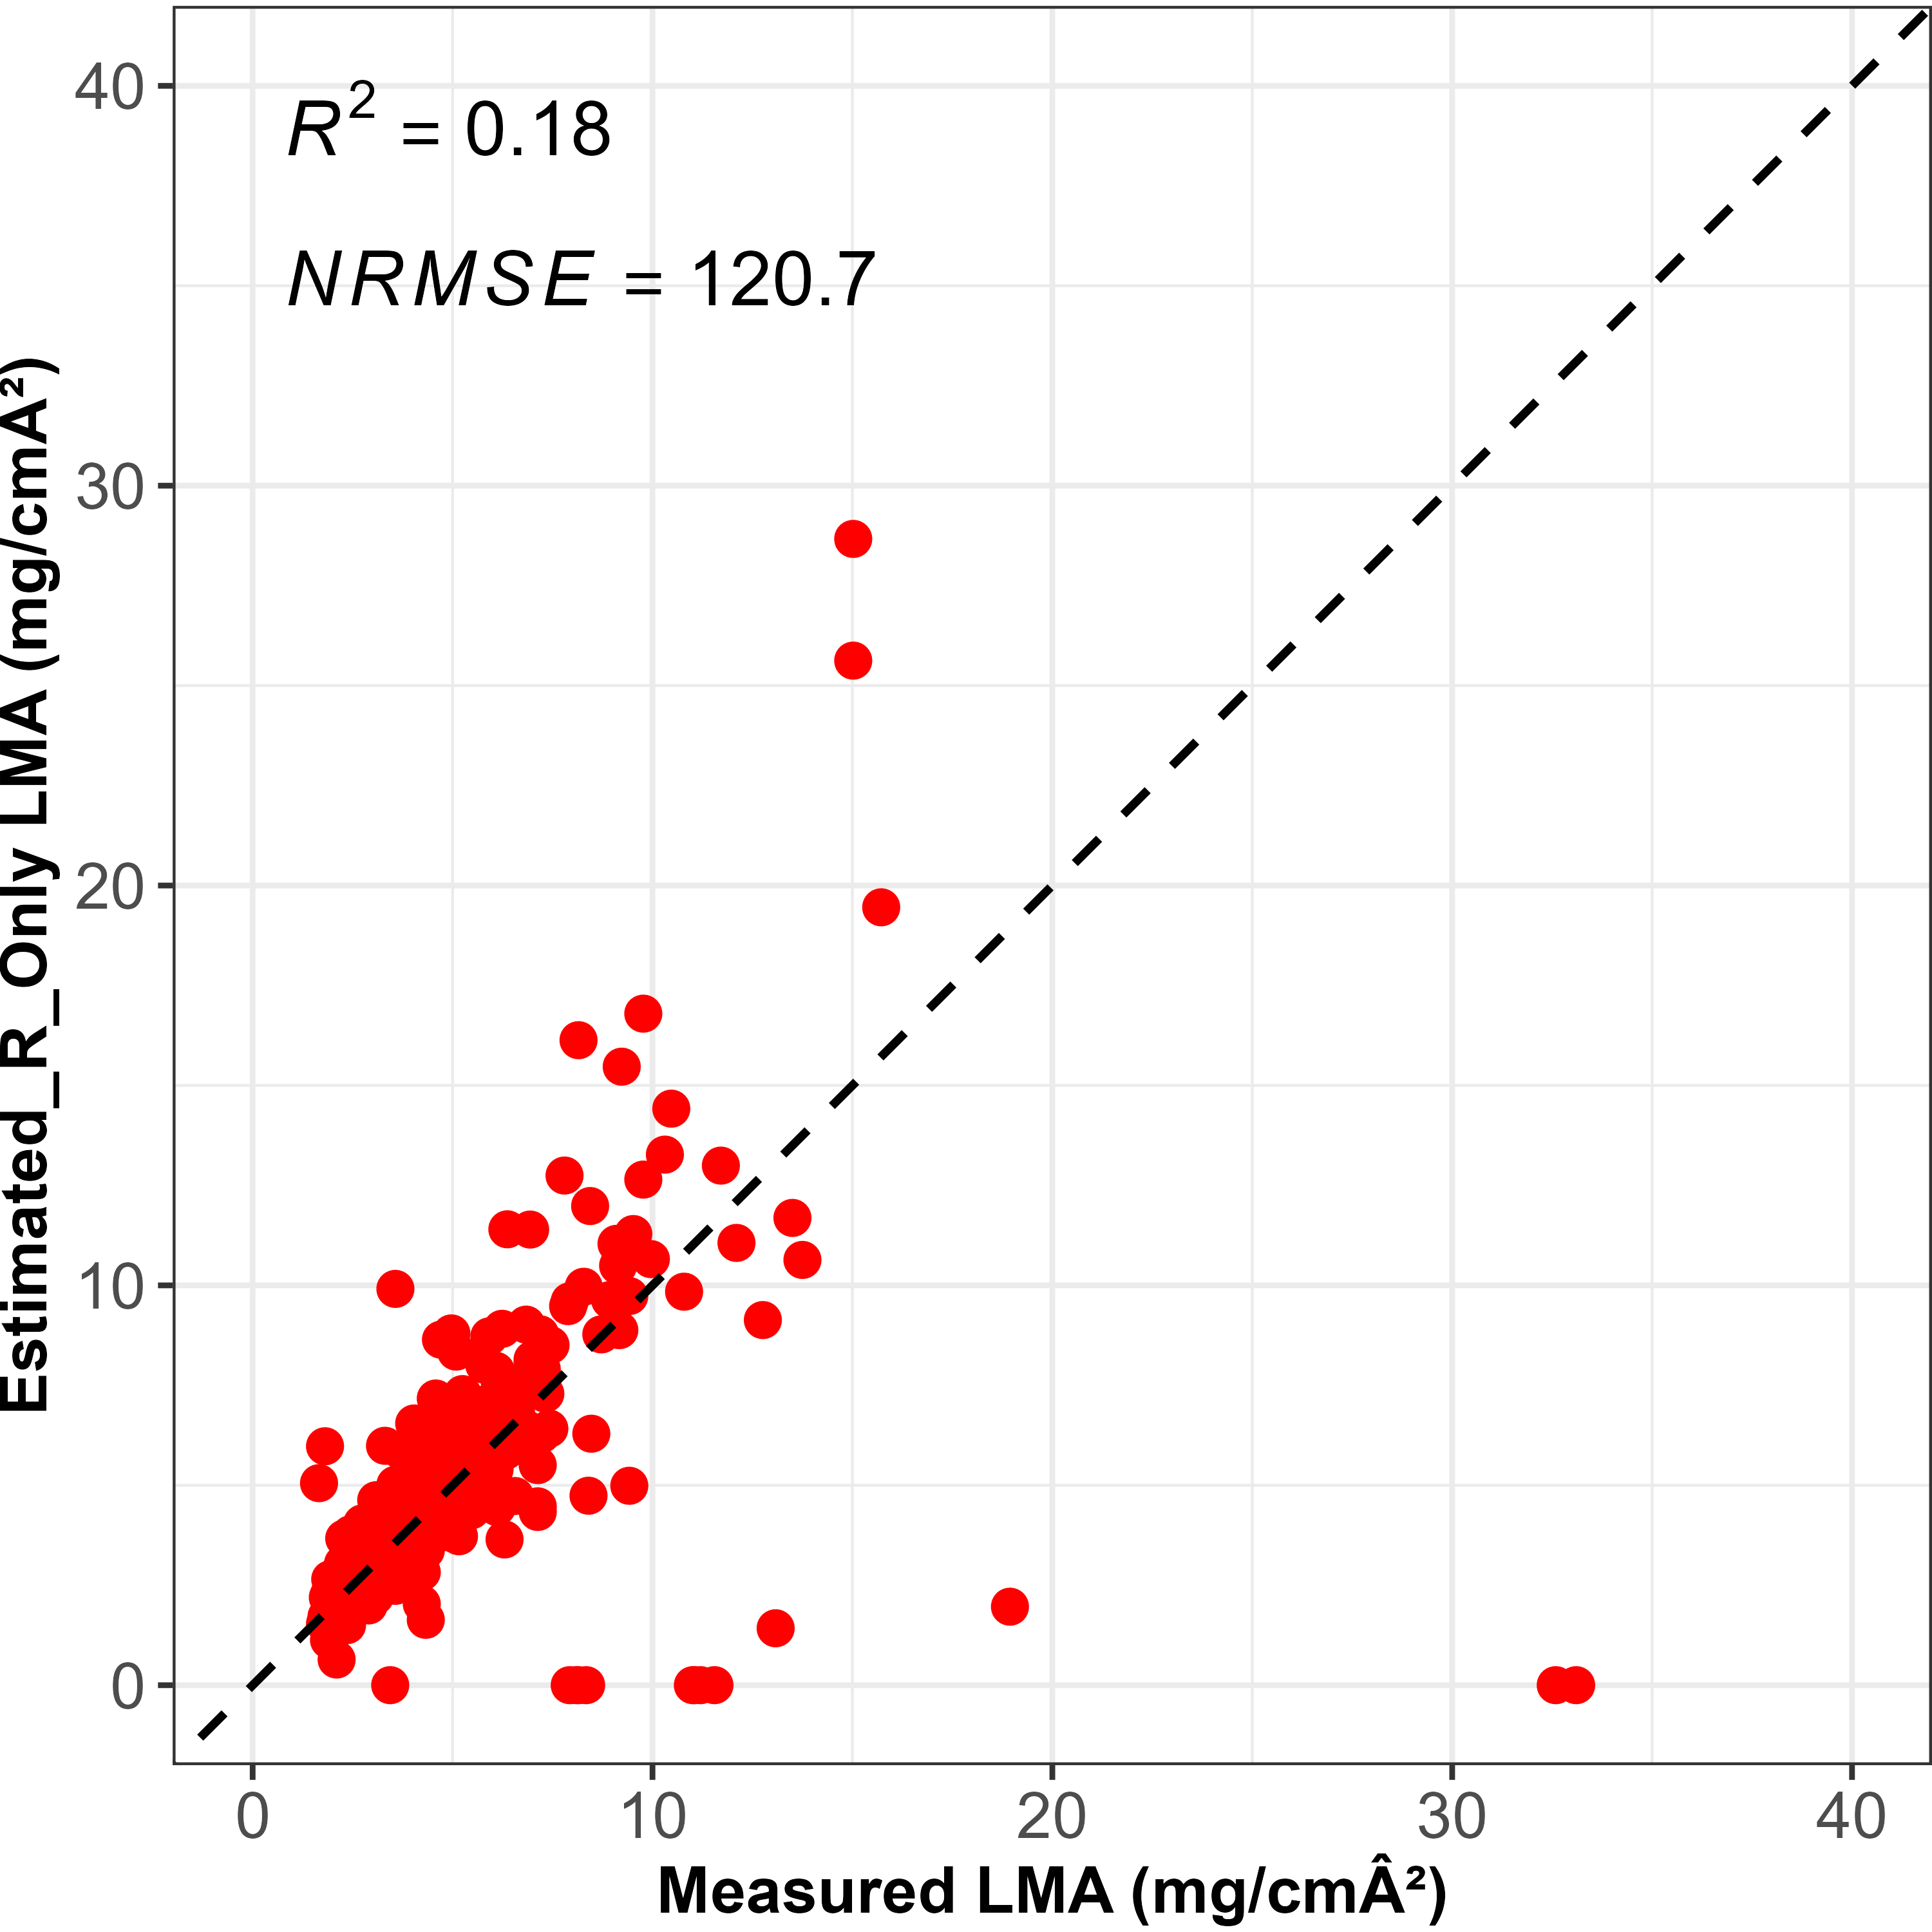 R² = 0.18
NRMSE = 120.7
Estimated_R_Only LMA (mg/cmÂ²)
40
30
20
10
0
0 10 20 30 40
Measured LMA (mg/cmÂ²)